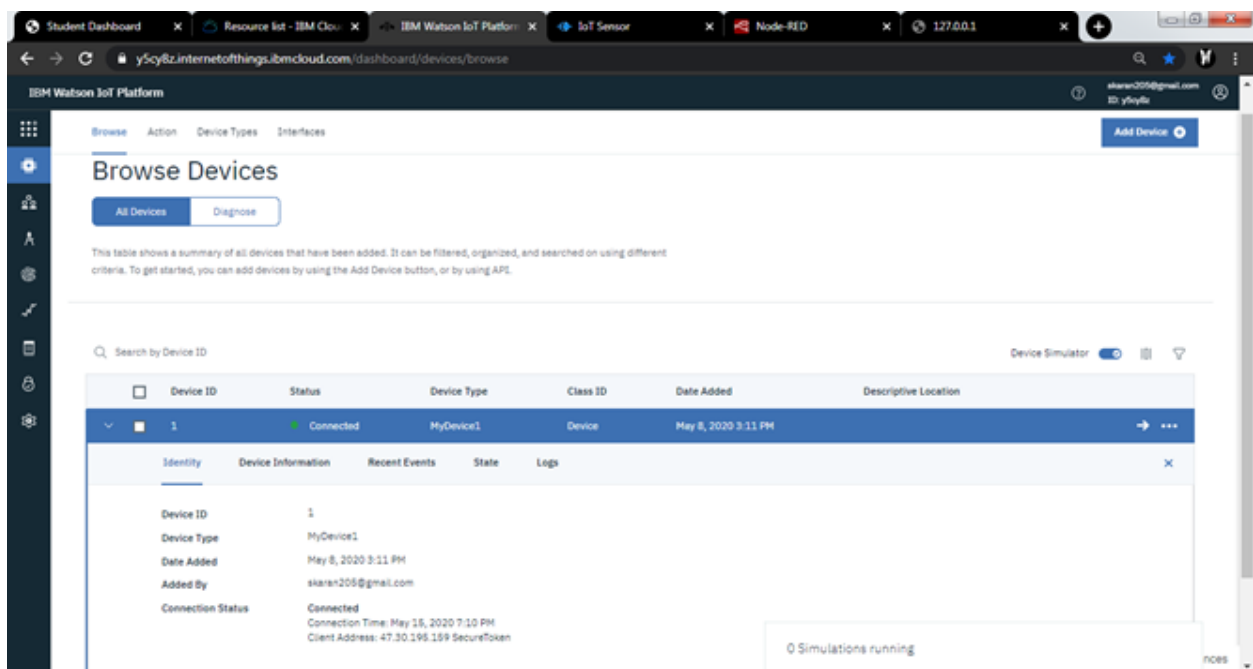 Student Dashboard
Resource list - IBM Clou
IBM Watson IoT Platform
IoT Sensor
Node-RED
127.0.0.1
y5cy8z.internetofthings.ibmcloud.com/dashboard/devices/browse
IBM Watson IoT Platform
skaran205@gmail.com
ID: y5cy8z
Browse Action Device Types Interfaces
Add Device
Browse Devices
All Devices Diagnose
This table shows a summary of all devices that have been added. It can be filtered, organized, and searched on using different
criteria. To get started, you can add devices by using the Add Device button, or by using API.
Search by Device ID
Device Simulator
Device ID Status Device Type Class ID Date Added Descriptive Location
1 Connected MyDevice1 Device May 8, 2020 3:11 PM
Identity Device Information Recent Events State Logs
Device ID 1
Device Type MyDevice1
Date Added May 8, 2020 3:11 PM
Added By skaran205@gmail.com
Connection Status Connected
Connection Time: May 15, 2020 7:10 PM
Client Address: 47.30.195.159 SecureToken
0 Simulations running
nces